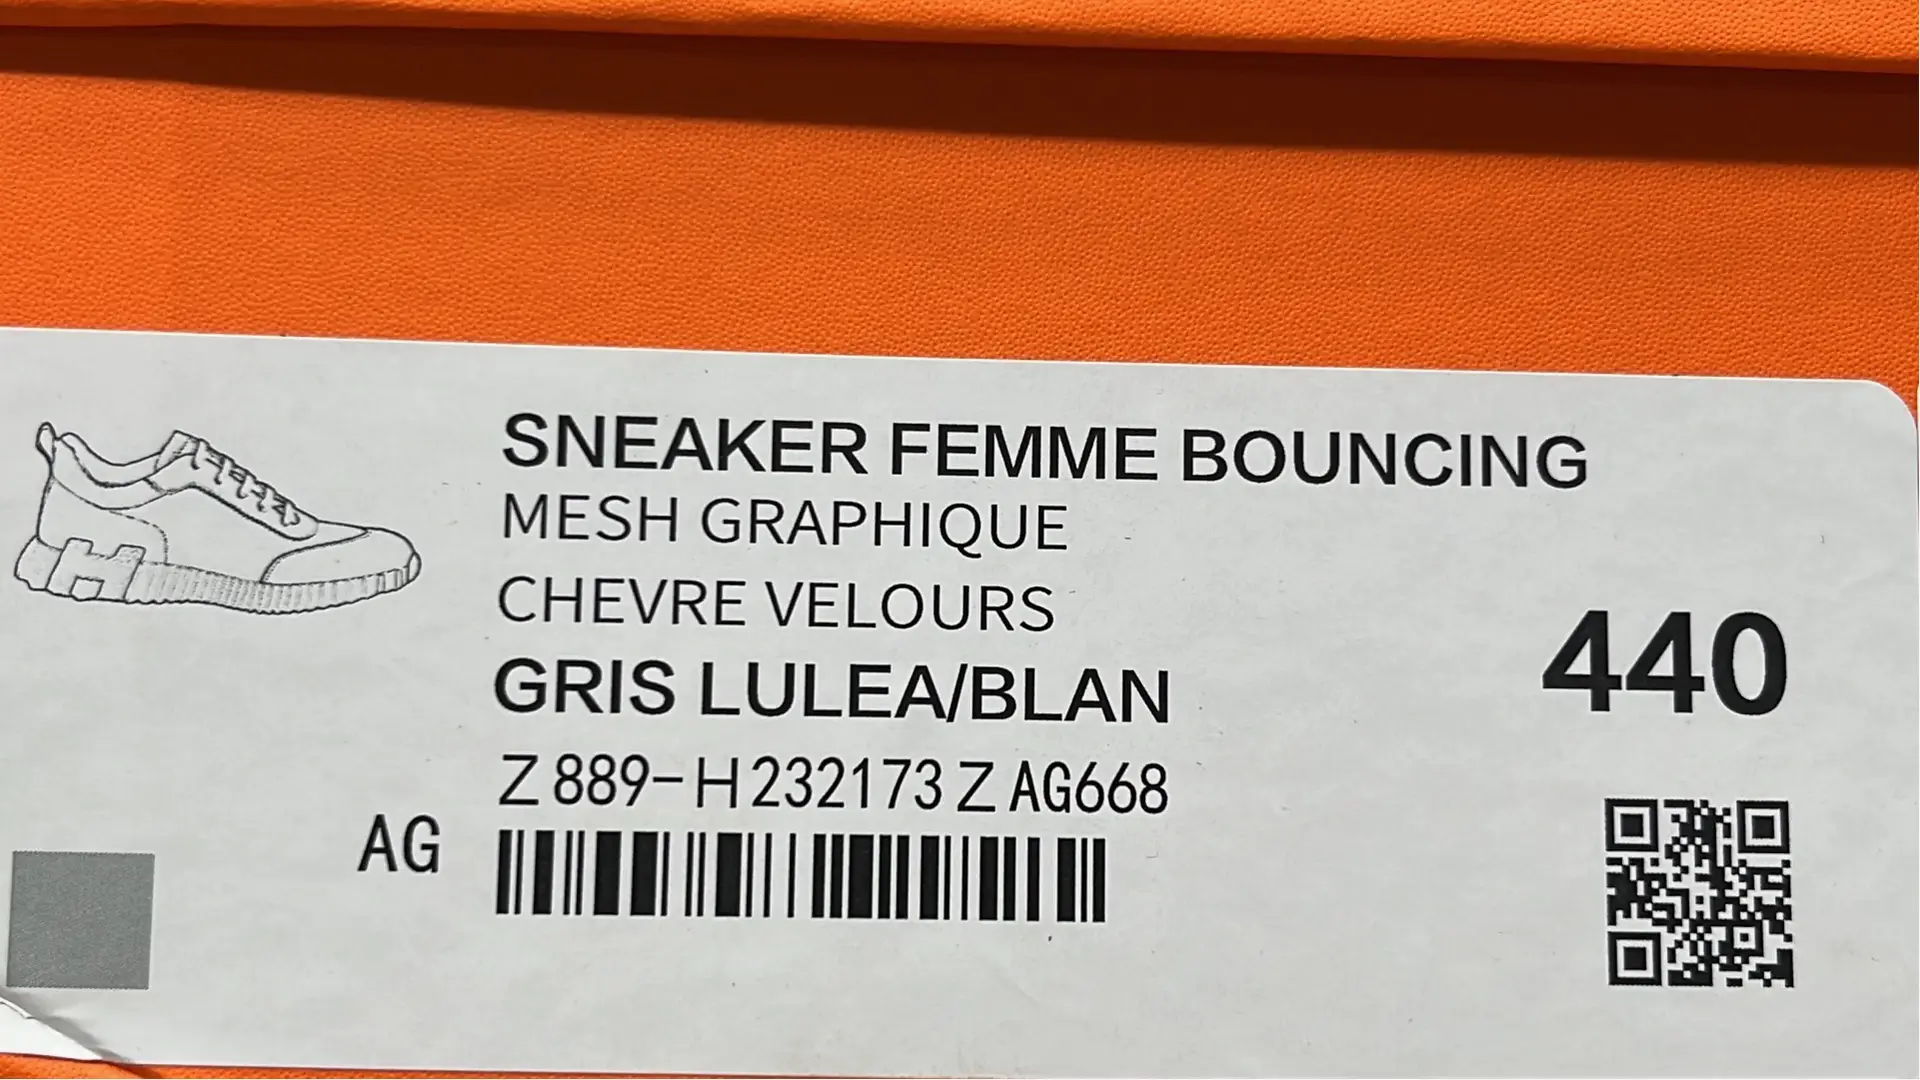 SNEAKER FEMME BOUNCING
MESH GRAPHIQUE
CHEVRE VELOURS
GRIS LULEA/BLAN
440
Z 889-H 232173 Z AG668
AG